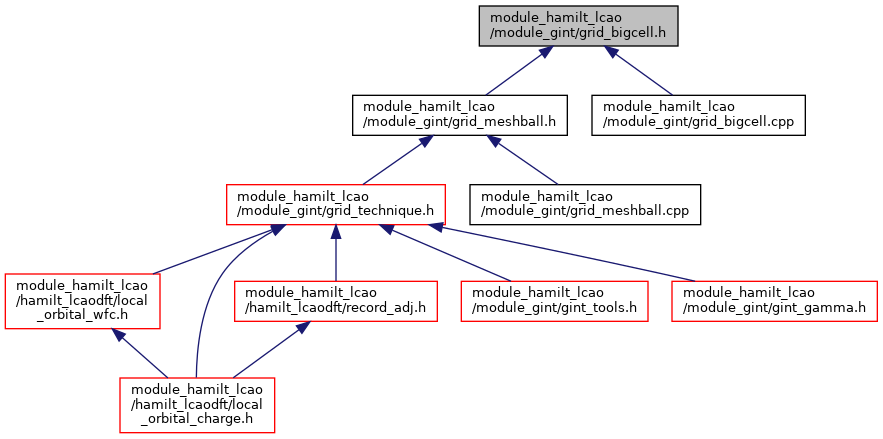 module_hamilt_lcao
/module_gint/grid_bigcell.h
module_hamilt_lcao
/module_gint/grid_meshball.h
module_hamilt_lcao
/module_gint/grid_bigcell.cpp
module_hamilt_lcao
/module_gint/grid_technique.h
module_hamilt_lcao
/module_gint/grid_meshball.cpp
module_hamilt_lcao
/hamilt_lcaodft/local
_orbital_wfc.h
module_hamilt_lcao
/hamilt_lcaodft/record_adj.h
module_hamilt_lcao
/module_gint/gint_tools.h
module_hamilt_lcao
/module_gint/gint_gamma.h
module_hamilt_lcao
/hamilt_lcaodft/local
_orbital_charge.h